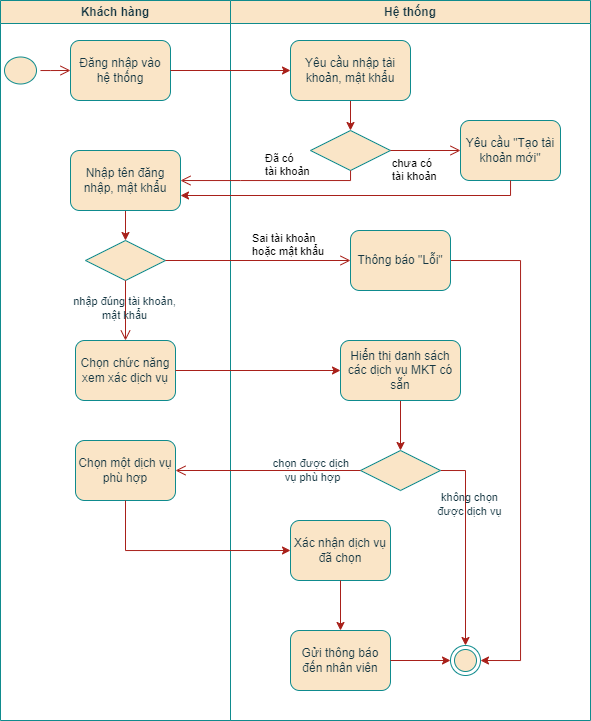 Khách hàng
Hệ thống
Đăng nhập vào
hệ thống
Yêu cầu nhập tải
khoản, mật khẩu
Đã có
tài khoản
chưa có
tài khoản
Yêu cầu "Tạo tải
khoản mới"
Nhập tên đăng
nhập, mật khẩu
Sai tài khoản
hoặc mật khẩu
Thông báo "Lỗi"
nhập đúng tài khoản,
mật khẩu
Chọn chức năng
xem xác dịch vụ
Hiển thị danh sách
các dịch vụ MKT có
sẵn
Chọn một dịch vụ
phù hợp
chọn được dịch
vụ phù hợp
không chọn
được dịch vụ
Xác nhận dịch vụ
đã chọn
Gửi thông báo
đến nhân viên